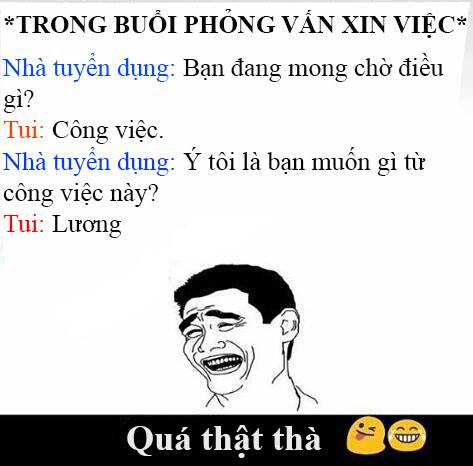 *TRONG BUỔI PHỎNG VẤN XIN VIỆC*
Nhà tuyển dụng: Bạn đang mong chờ điều
gì?
Tui: Công việc.
Nhà tuyển dụng: Ý tôi là bạn muốn gì từ
công việc này?
Tui: Lương
Quá thật thà 😜😁